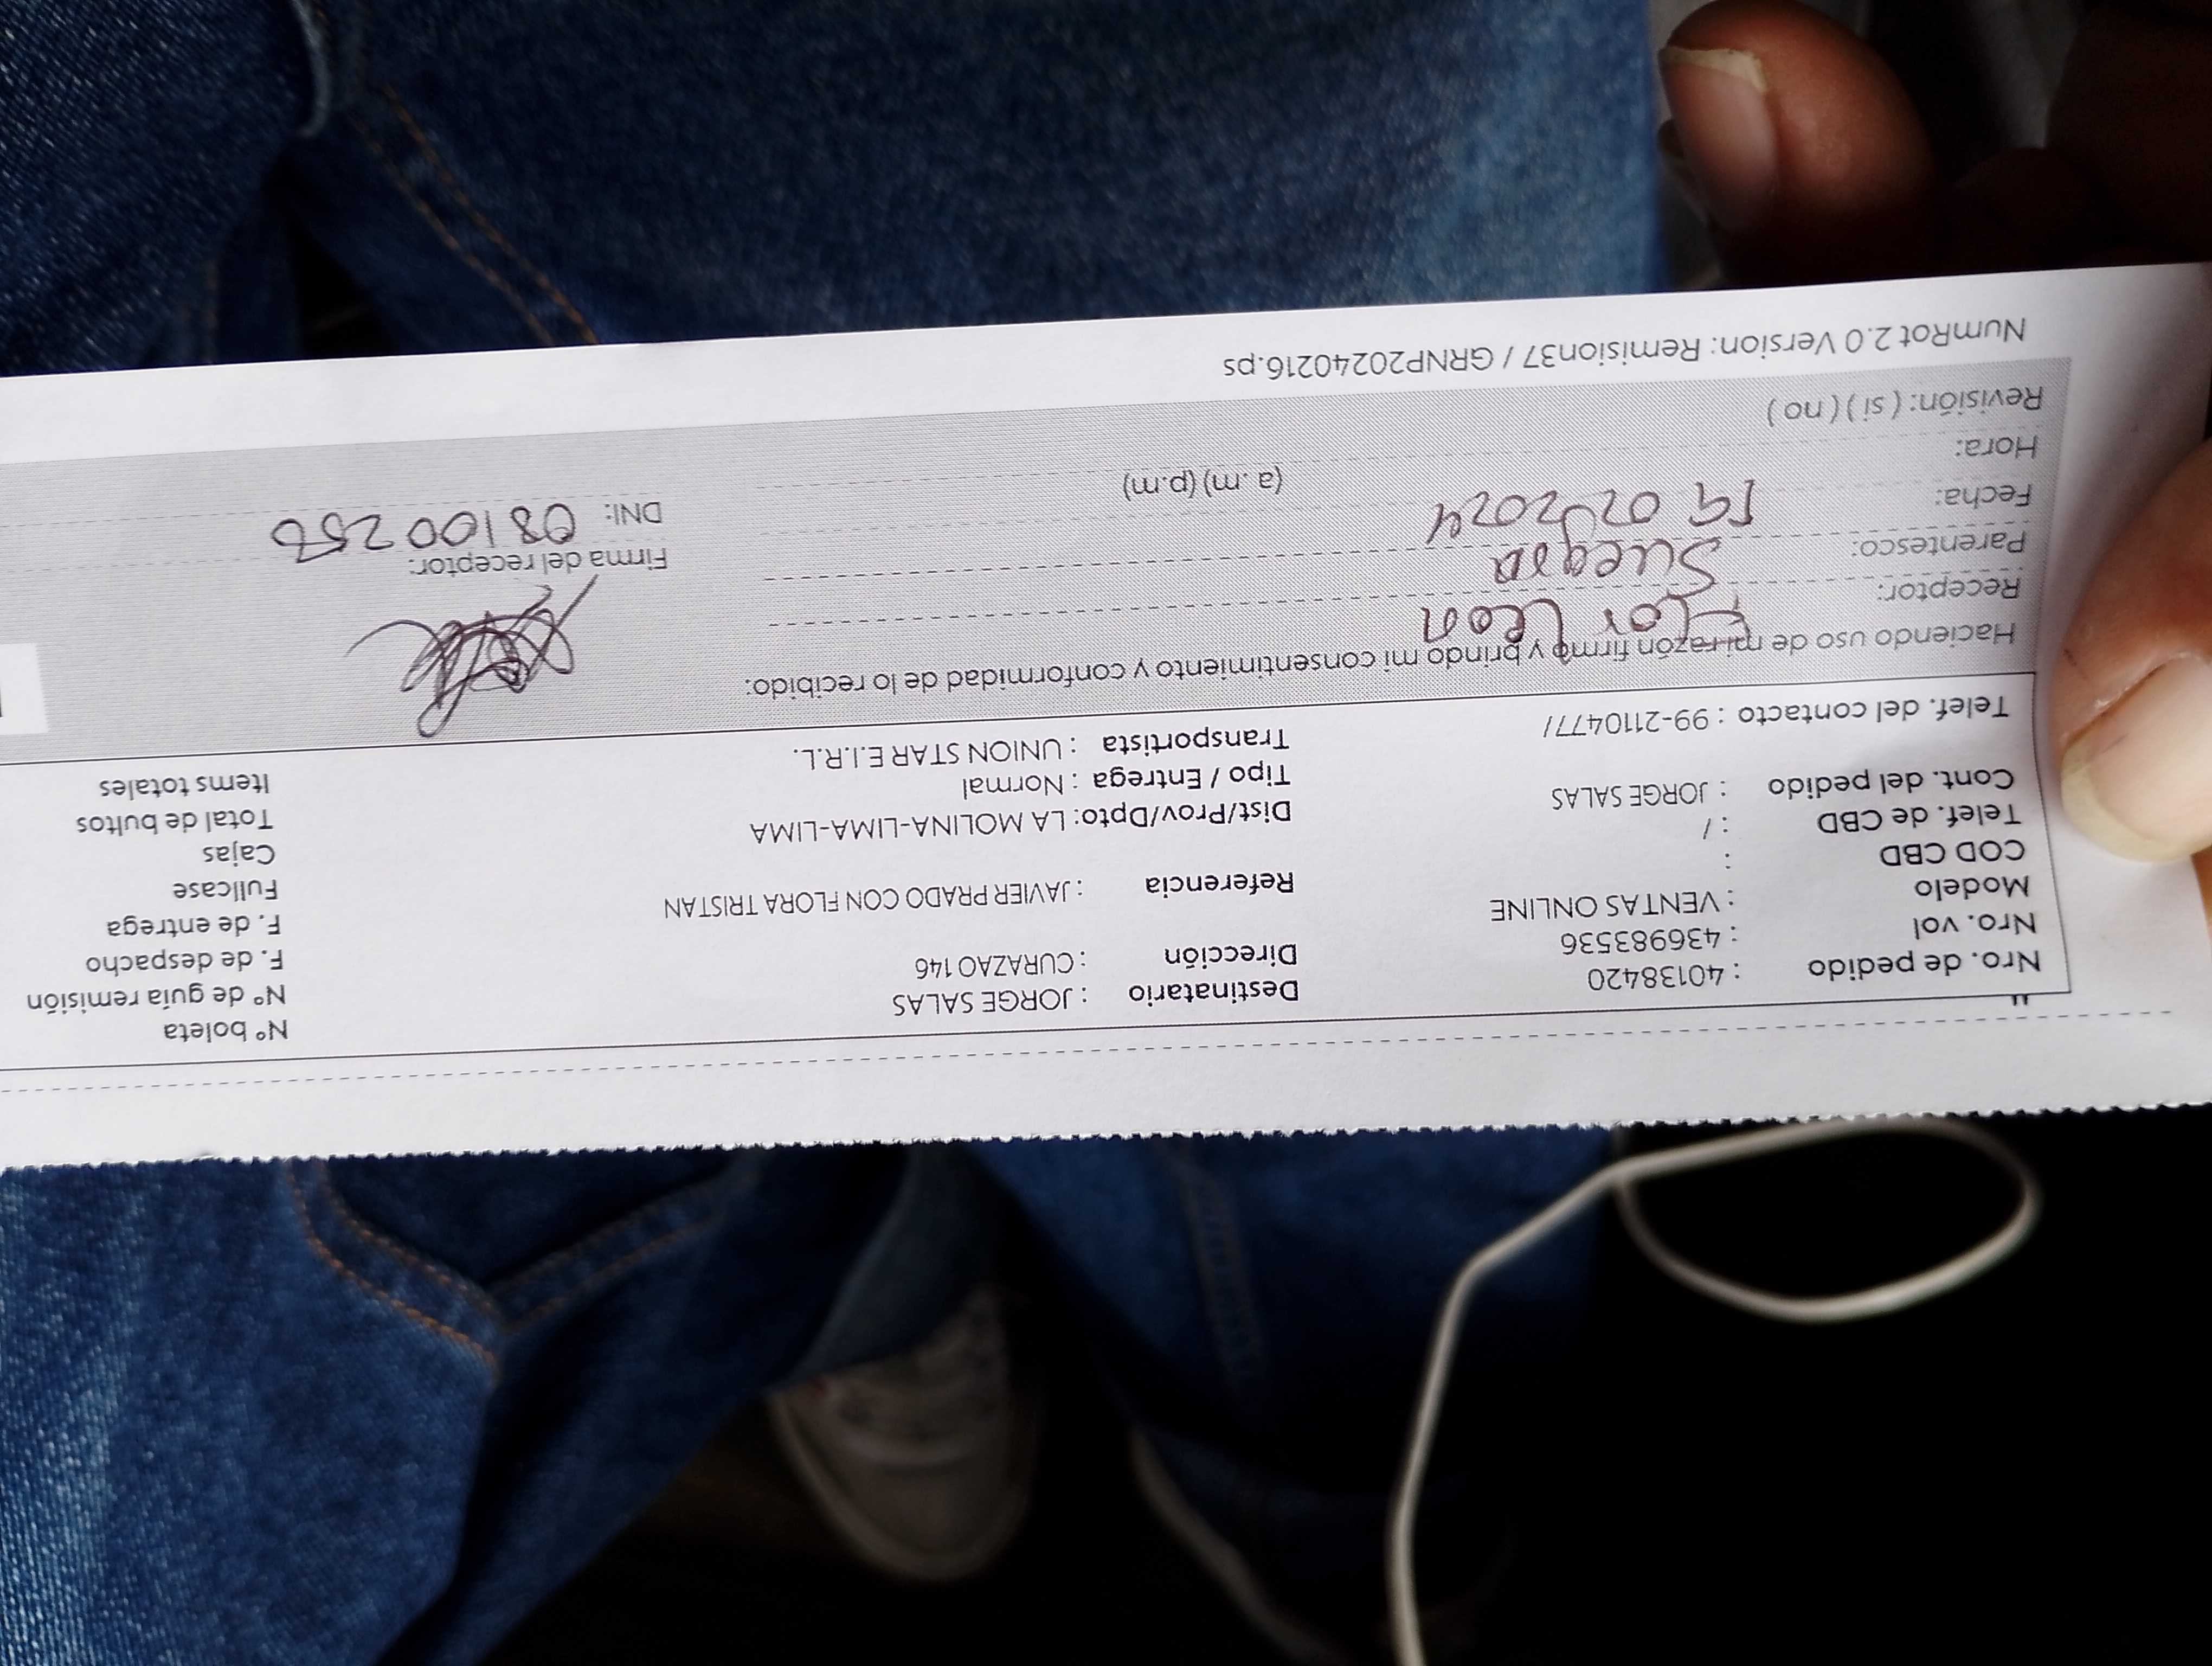 Nro. de pedido : 40138420
Nro. vol : 436983536
Modelo : VENTAS ONLINE
COD CBD :
Telef. de CBD : /
Cont. del pedido : JORGE SALAS
Telef. del contacto : 99-21104777/
Destinatario : JORGE SALAS
Dirección : CURAZAO 146
Referencia : JAVIER PRADO CON FLORA TRISTAN
Dist/Prov/Dpto: LA MOLINA-LIMA-LIMA
Tipo / Entrega : Normal
Transportista : UNION STAR E.I.R.L.
N° boleta
N° de guía remisión
F. de despacho
F. de entrega
Fullcase
Cajas
Total de bultos
Items totales
Haciendo uso de mi razón firmo y brindo mi consentimiento y conformidad de lo recibido:
Receptor: Flor Leon
Parentesco: Suegra
Fecha: 19 02 2024
Hora: (a.m) (p.m)
Revisión: ( si ) ( no )
Firma del receptor:
DNI: 08100256
NumRot 2.0 Version: Remision37 / GRNP20240216.ps